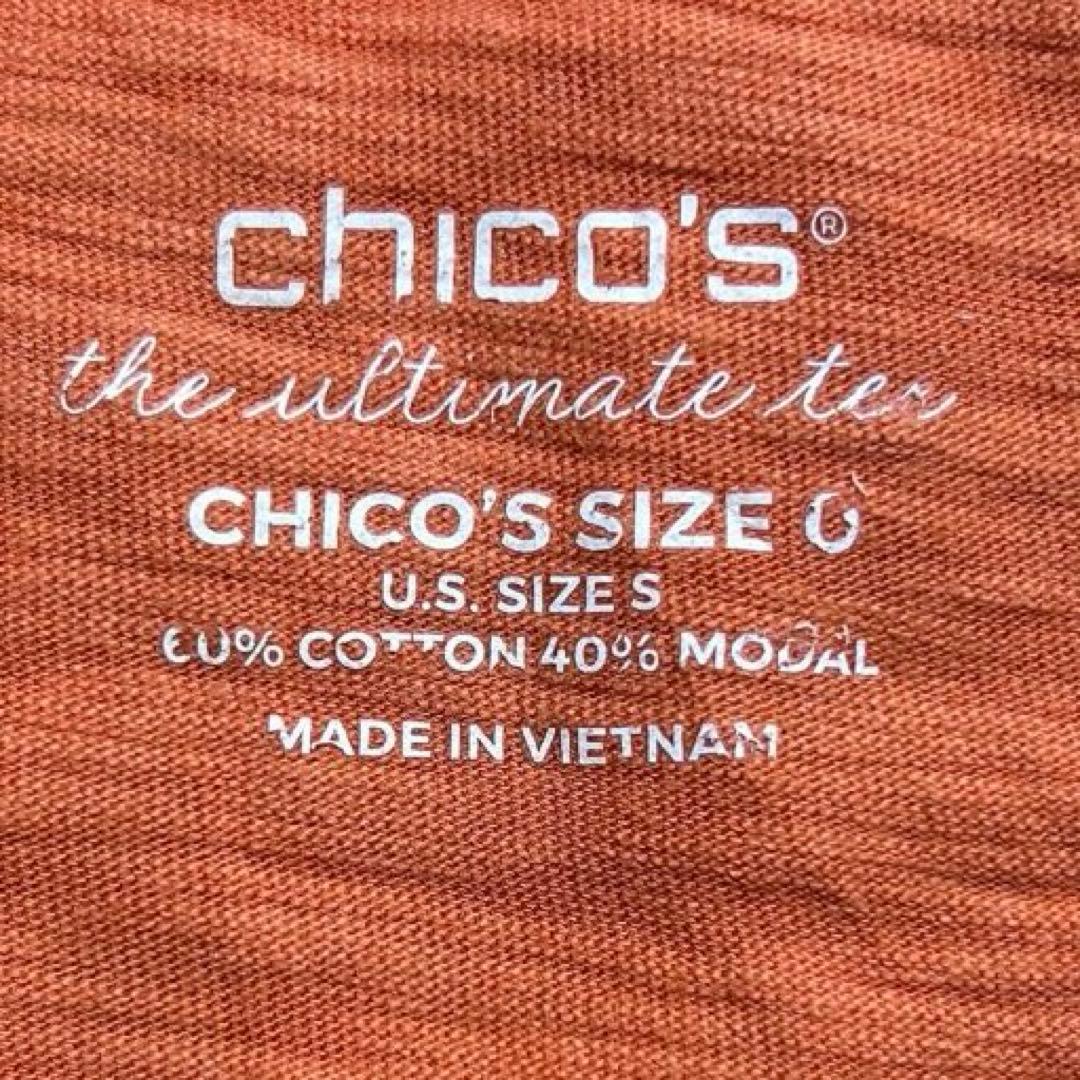 chico's®
the ultimate tee
CHICO'S SIZE 0
U.S. SIZE S
60% COTTON 40% MODAL
MADE IN VIETNAM